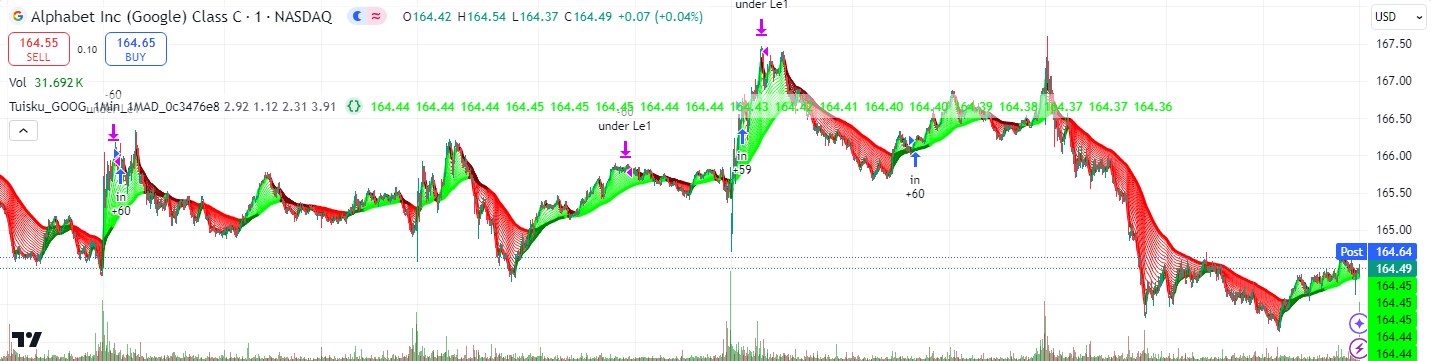 Alphabet Inc (Google) Class C · 1 · NASDAQ
O164.42 H164.54 L164.37 C164.49 +0.07 (+0.04%)
under Le1
USD
164.55
SELL
0.10
164.65
BUY
Vol 31.692 K
-60
Tuisku_GOOG_1Min_1MAD_0c3476e8 2.92 1.12 2.31 3.91
164.44 164.44 164.44 164.45 164.45 164.45 164.44 164.44 164.43 164.42 164.41 164.40 164.40 164.39 164.38 164.37 164.37 164.36
under Le1
in
+60
in
+59
in
+60
167.50
167.00
166.50
166.00
165.50
165.00
Post 164.64
164.49
164.45
164.45
164.45
164.44
164.44